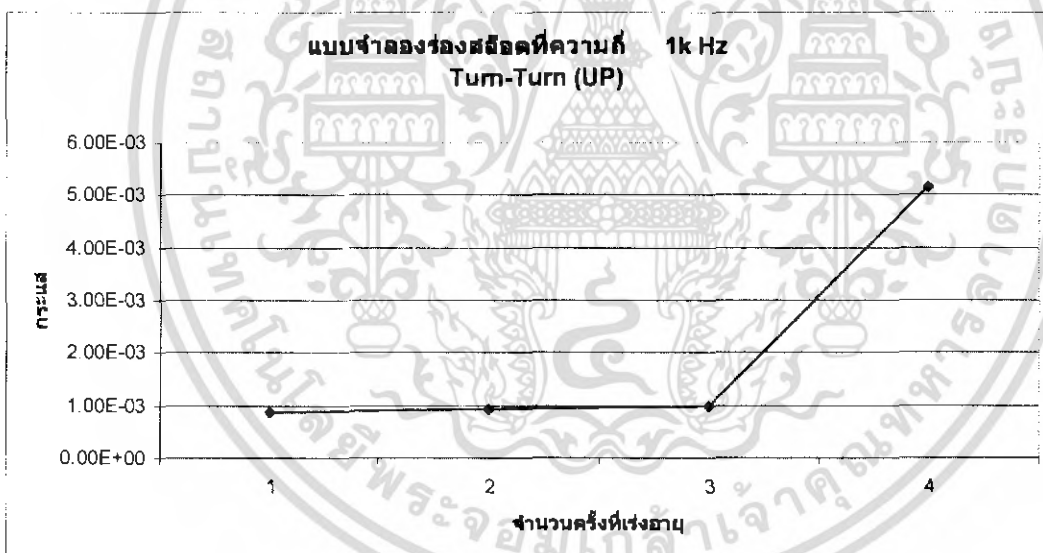 แบบจำลองร่องสล๊อตที่ความถี่ 1k Hz
Turn-Turn (UP)
6.00E-03
5.00E-03
4.00E-03
3.00E-03
2.00E-03
1.00E-03
0.00E+00
กระแส
1 2 3 4
จำนวนครั้งที่เร่งอายุ